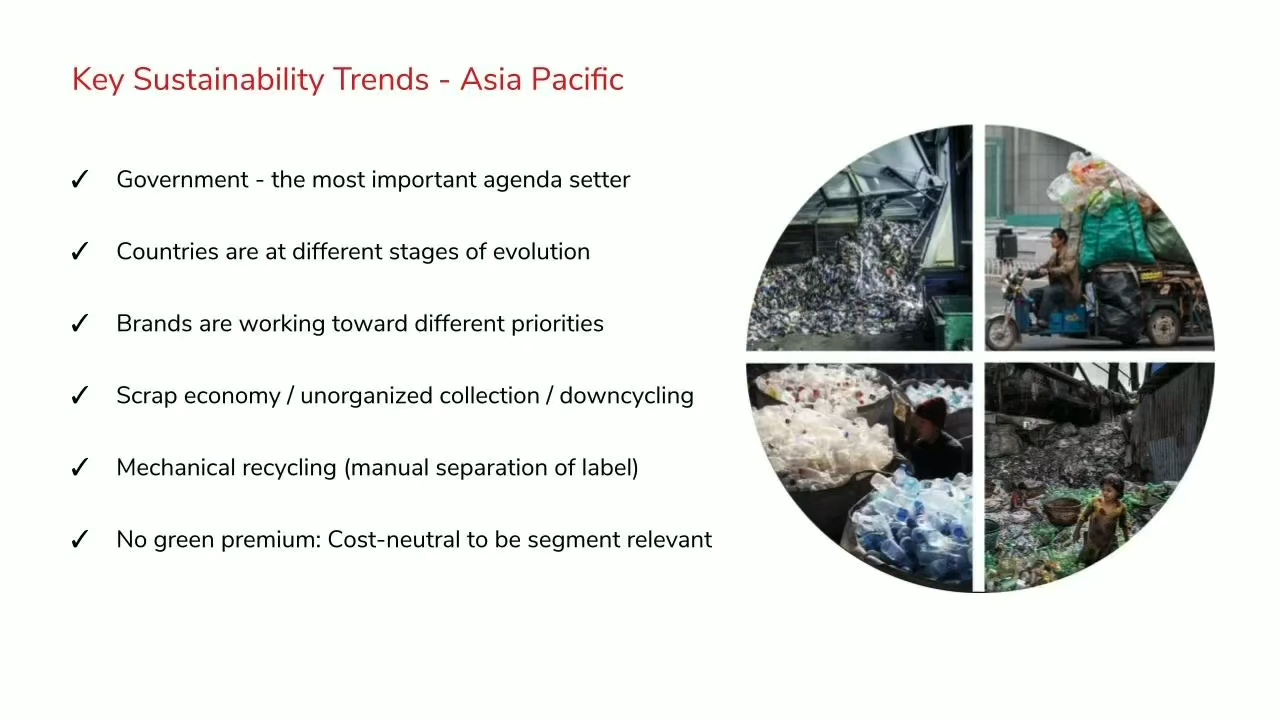 Key Sustainability Trends - Asia Pacific
✓ Government - the most important agenda setter
✓ Countries are at different stages of evolution
✓ Brands are working toward different priorities
✓ Scrap economy / unorganized collection / downcycling
✓ Mechanical recycling (manual separation of label)
✓ No green premium: Cost-neutral to be segment relevant